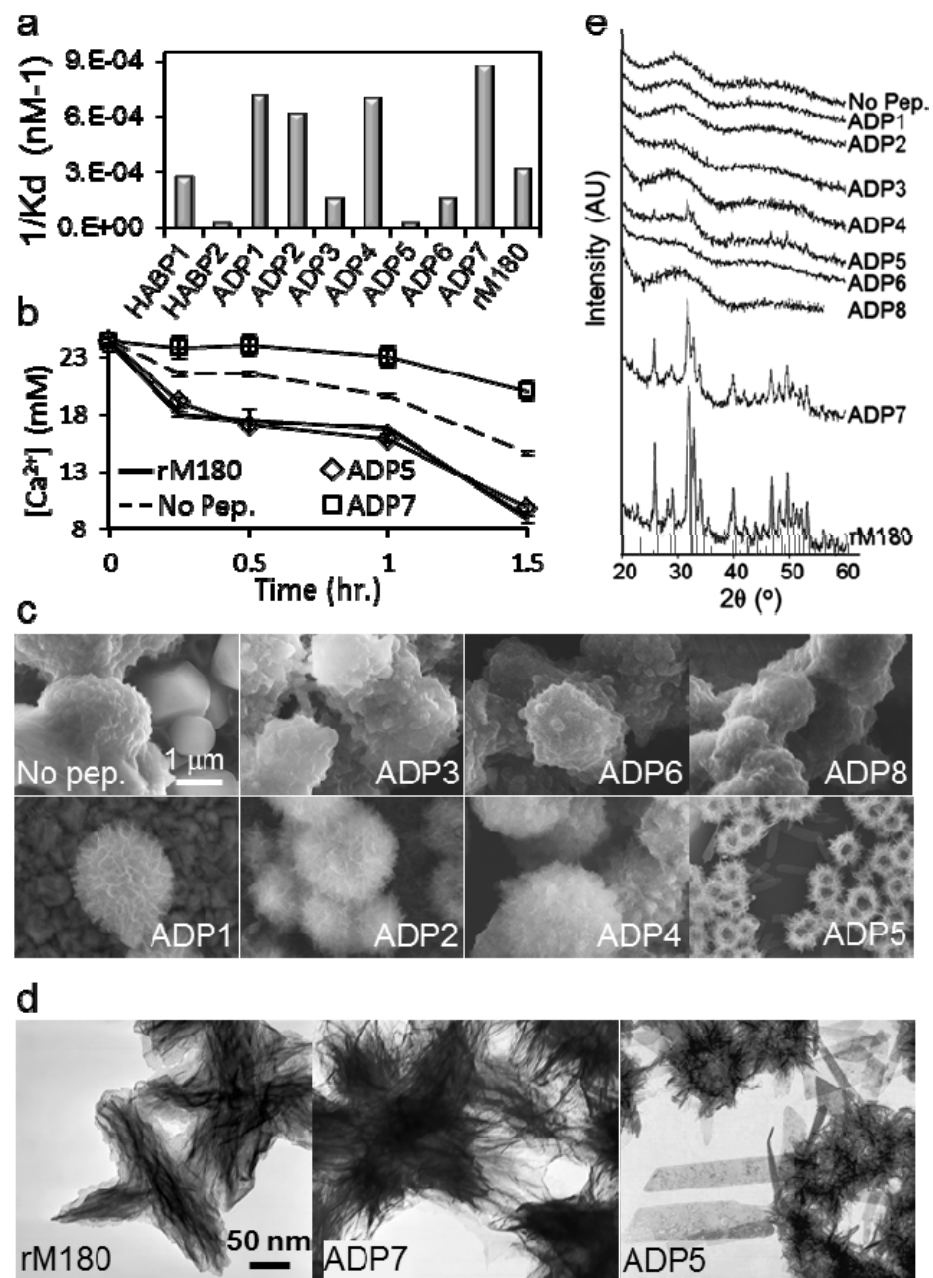 a
1/Kd (nM-1)
9.E-04
6.E-04
3.E-04
0.E+00
HABP1
HABP2
ADP1
ADP2
ADP3
ADP4
ADP5
ADP6
ADP7
rM180
b
[Ca²⁺] (mM)
23
18
13
8
rM180
ADP5
No Pep.
ADP7
0
0.5
1
1.5
Time (hr.)
e
Intensity (AU)
No Pep.
ADP1
ADP2
ADP3
ADP4
ADP5
ADP6
ADP8
ADP7
rM180
20 30 40 50 60
2θ (°)
c
No pep.
1 μm
ADP3
ADP6
ADP8
ADP1
ADP2
ADP4
ADP5
d
rM180
50 nm
ADP7
ADP5